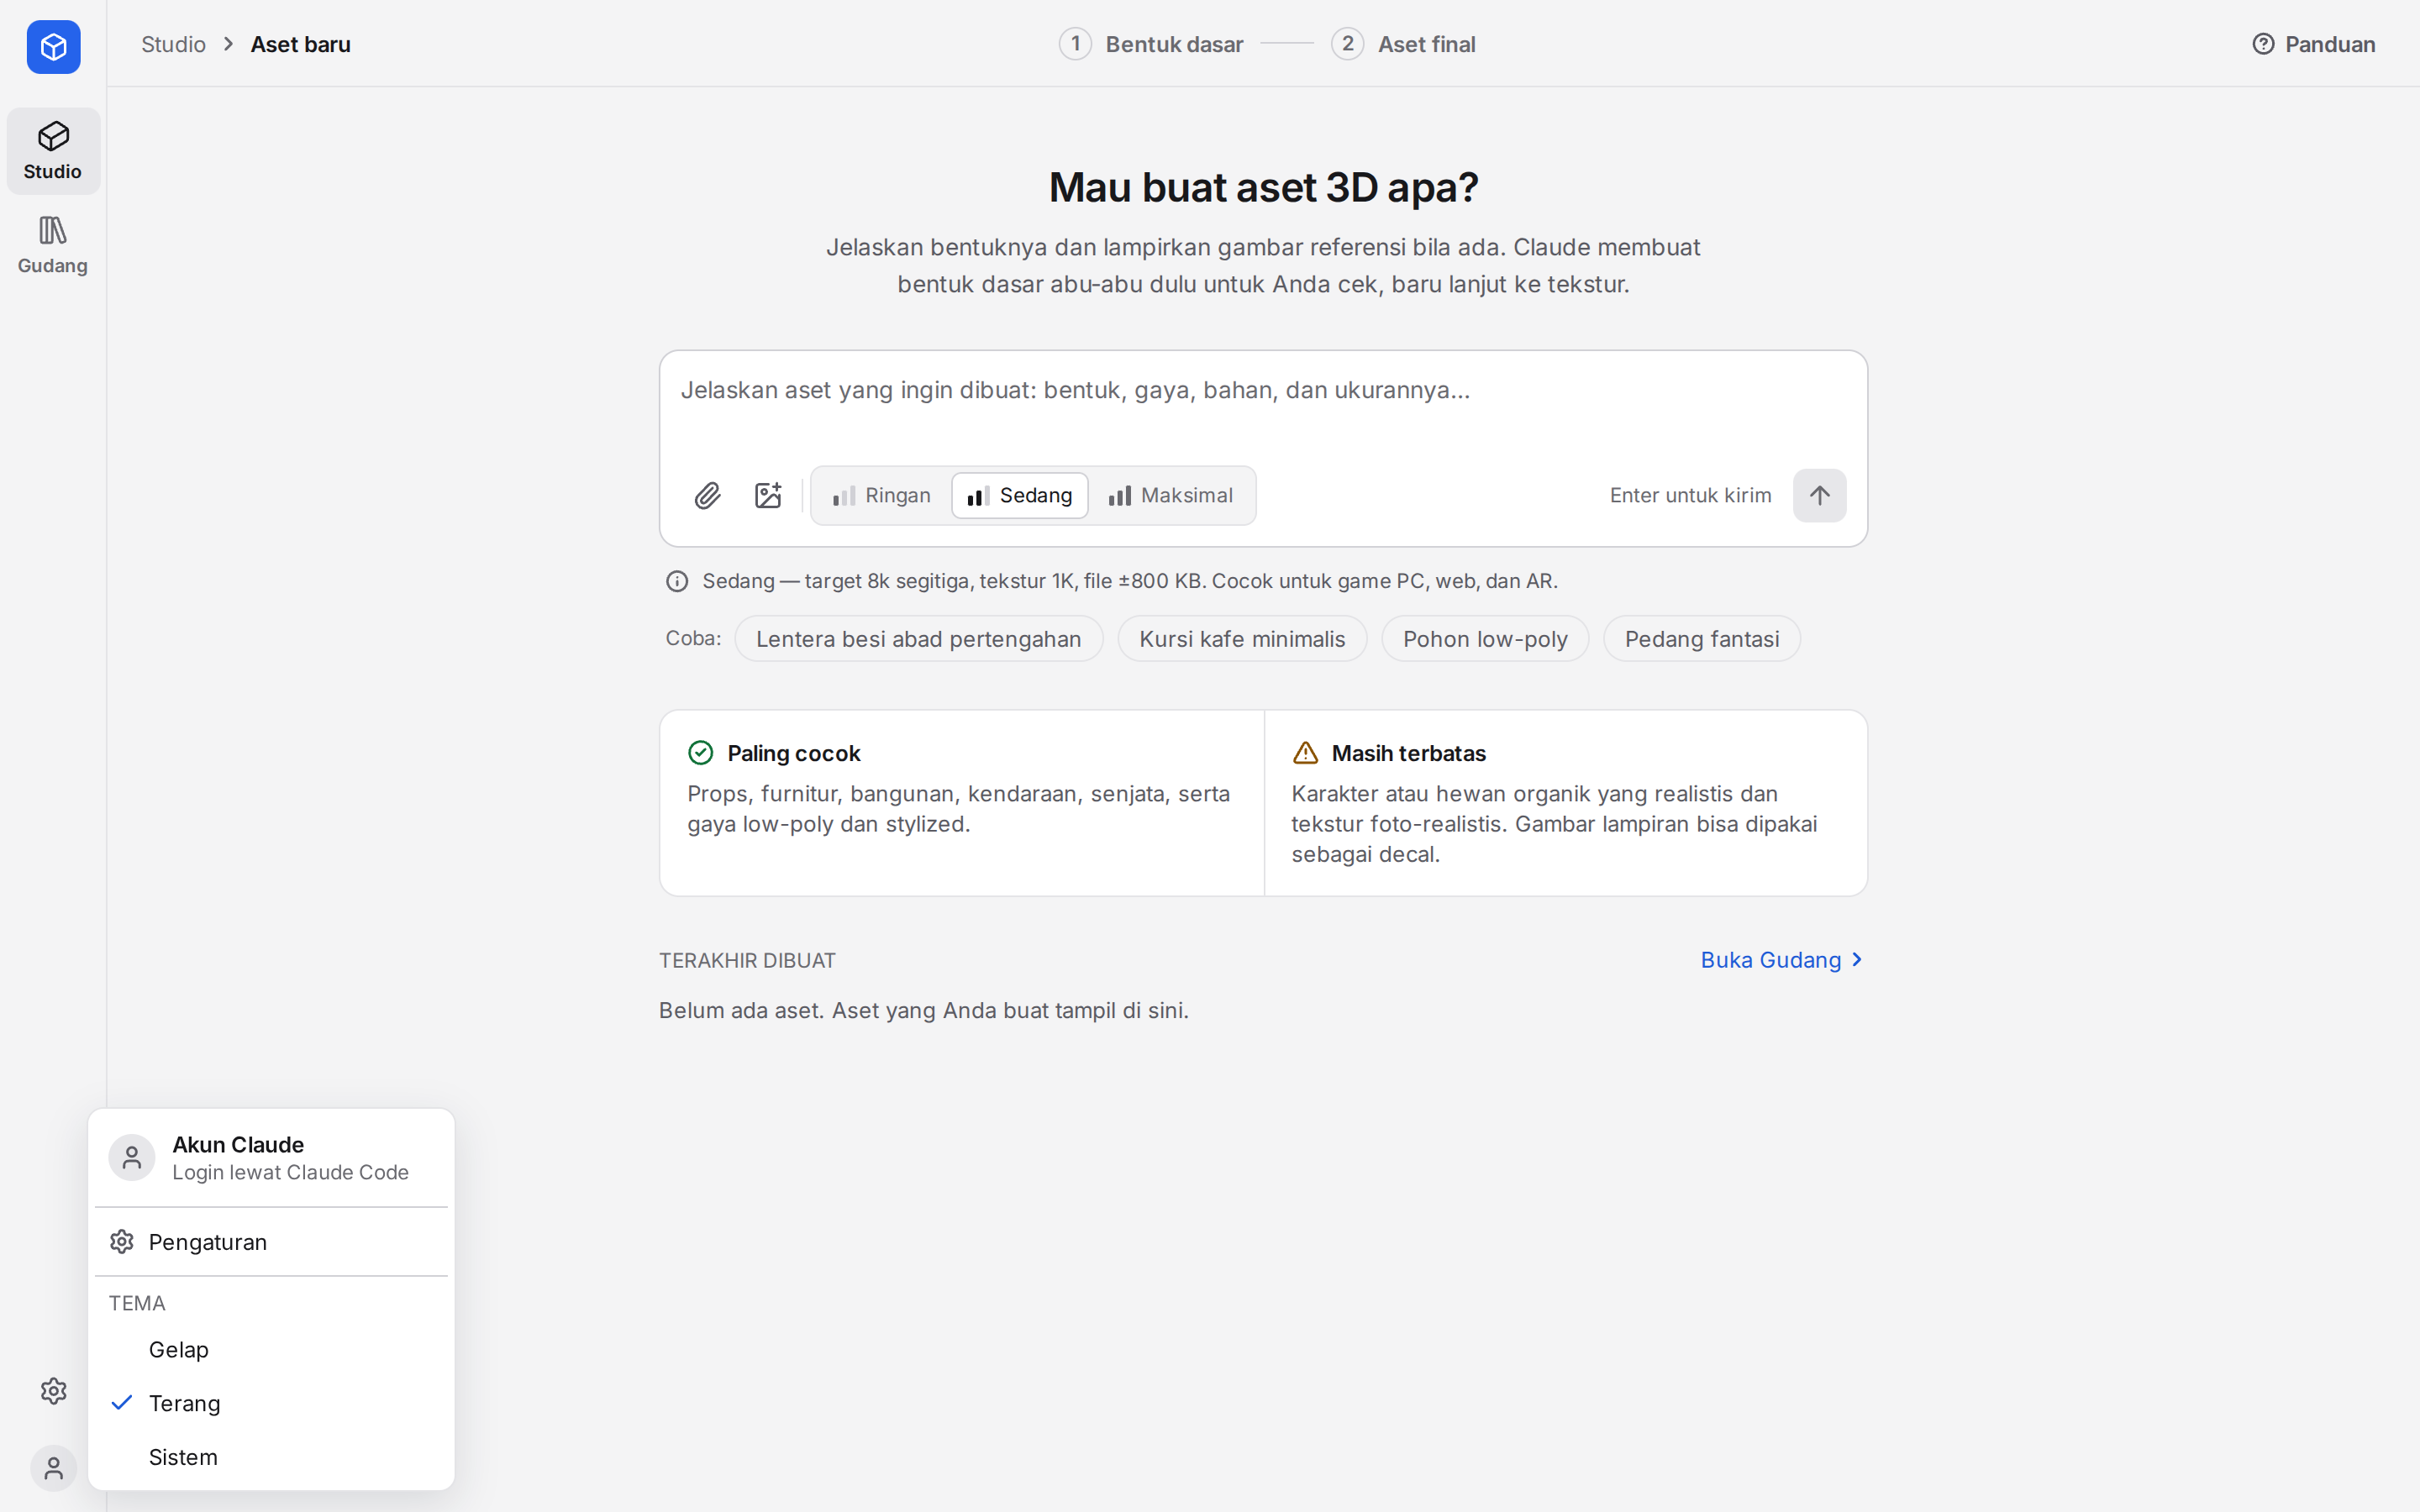 Studio
Aset baru
1 Bentuk dasar
2 Aset final
Panduan
Studio
Gudang
Mau buat aset 3D apa?
Jelaskan bentuknya dan lampirkan gambar referensi bila ada. Claude membuat
bentuk dasar abu-abu dulu untuk Anda cek, baru lanjut ke tekstur.
Jelaskan aset yang ingin dibuat: bentuk, gaya, bahan, dan ukurannya...
Ringan
Sedang
Maksimal
Enter untuk kirim
Sedang — target 8k segitiga, tekstur 1K, file ±800 KB. Cocok untuk game PC, web, dan AR.
Coba:
Lentera besi abad pertengahan
Kursi kafe minimalis
Pohon low-poly
Pedang fantasi
Paling cocok
Props, furnitur, bangunan, kendaraan, senjata, serta
gaya low-poly dan stylized.
Masih terbatas
Karakter atau hewan organik yang realistis dan
tekstur foto-realistis. Gambar lampiran bisa dipakai
sebagai decal.
TERAKHIR DIBUAT
Buka Gudang
Belum ada aset. Aset yang Anda buat tampil di sini.
Akun Claude
Login lewat Claude Code
Pengaturan
TEMA
Gelap
Terang
Sistem